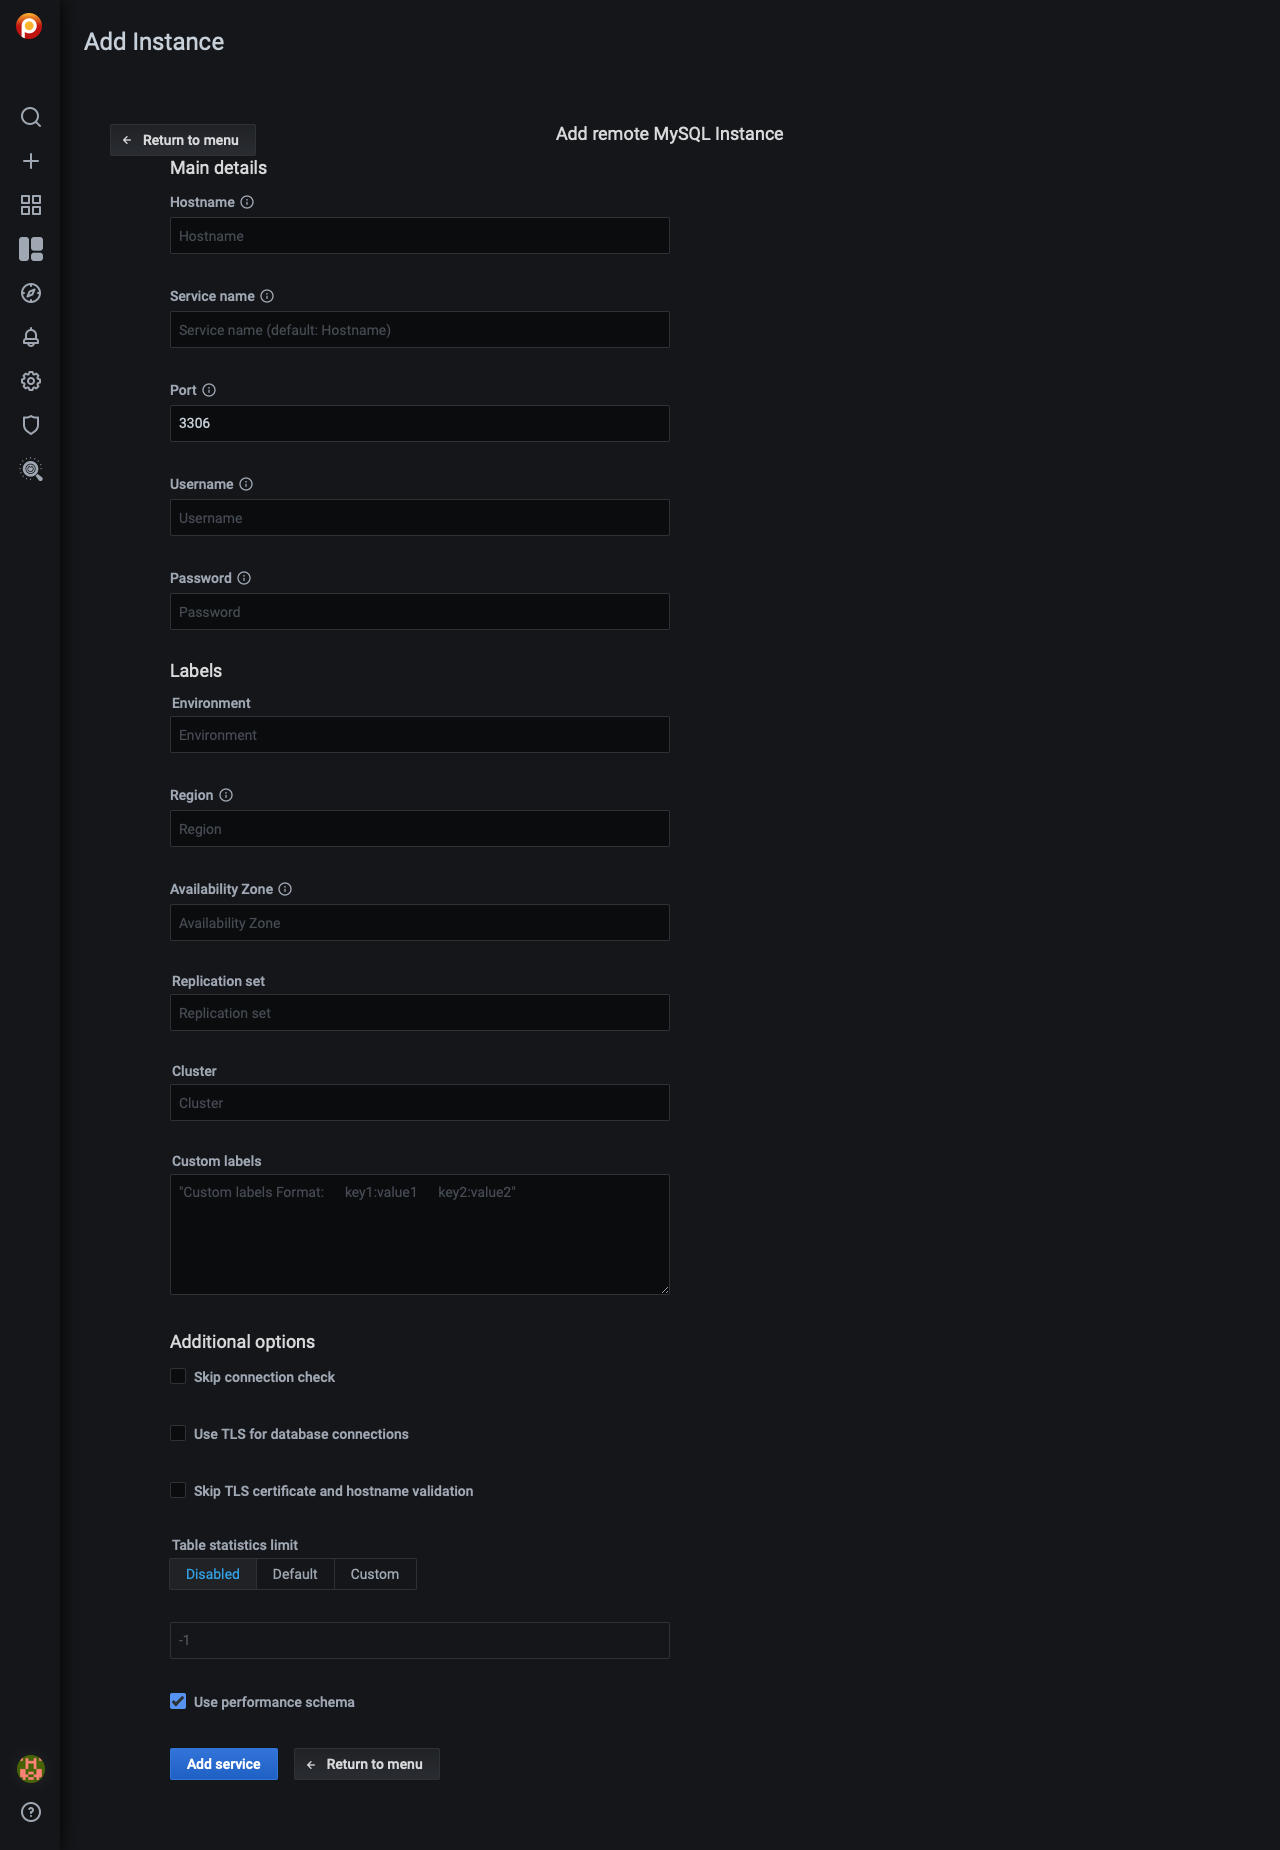 Add Instance
Return to menu
Add remote MySQL Instance
Main details
Hostname
Hostname
Service name
Service name (default: Hostname)
Port
3306
Username
Username
Password
Password
Labels
Environment
Environment
Region
Region
Availability Zone
Availability Zone
Replication set
Replication set
Cluster
Cluster
Custom labels
"Custom labels Format: key1:value1 key2:value2"
Additional options
Skip connection check
Use TLS for database connections
Skip TLS certificate and hostname validation
Table statistics limit
Disabled Default Custom
-1
Use performance schema
Add service Return to menu